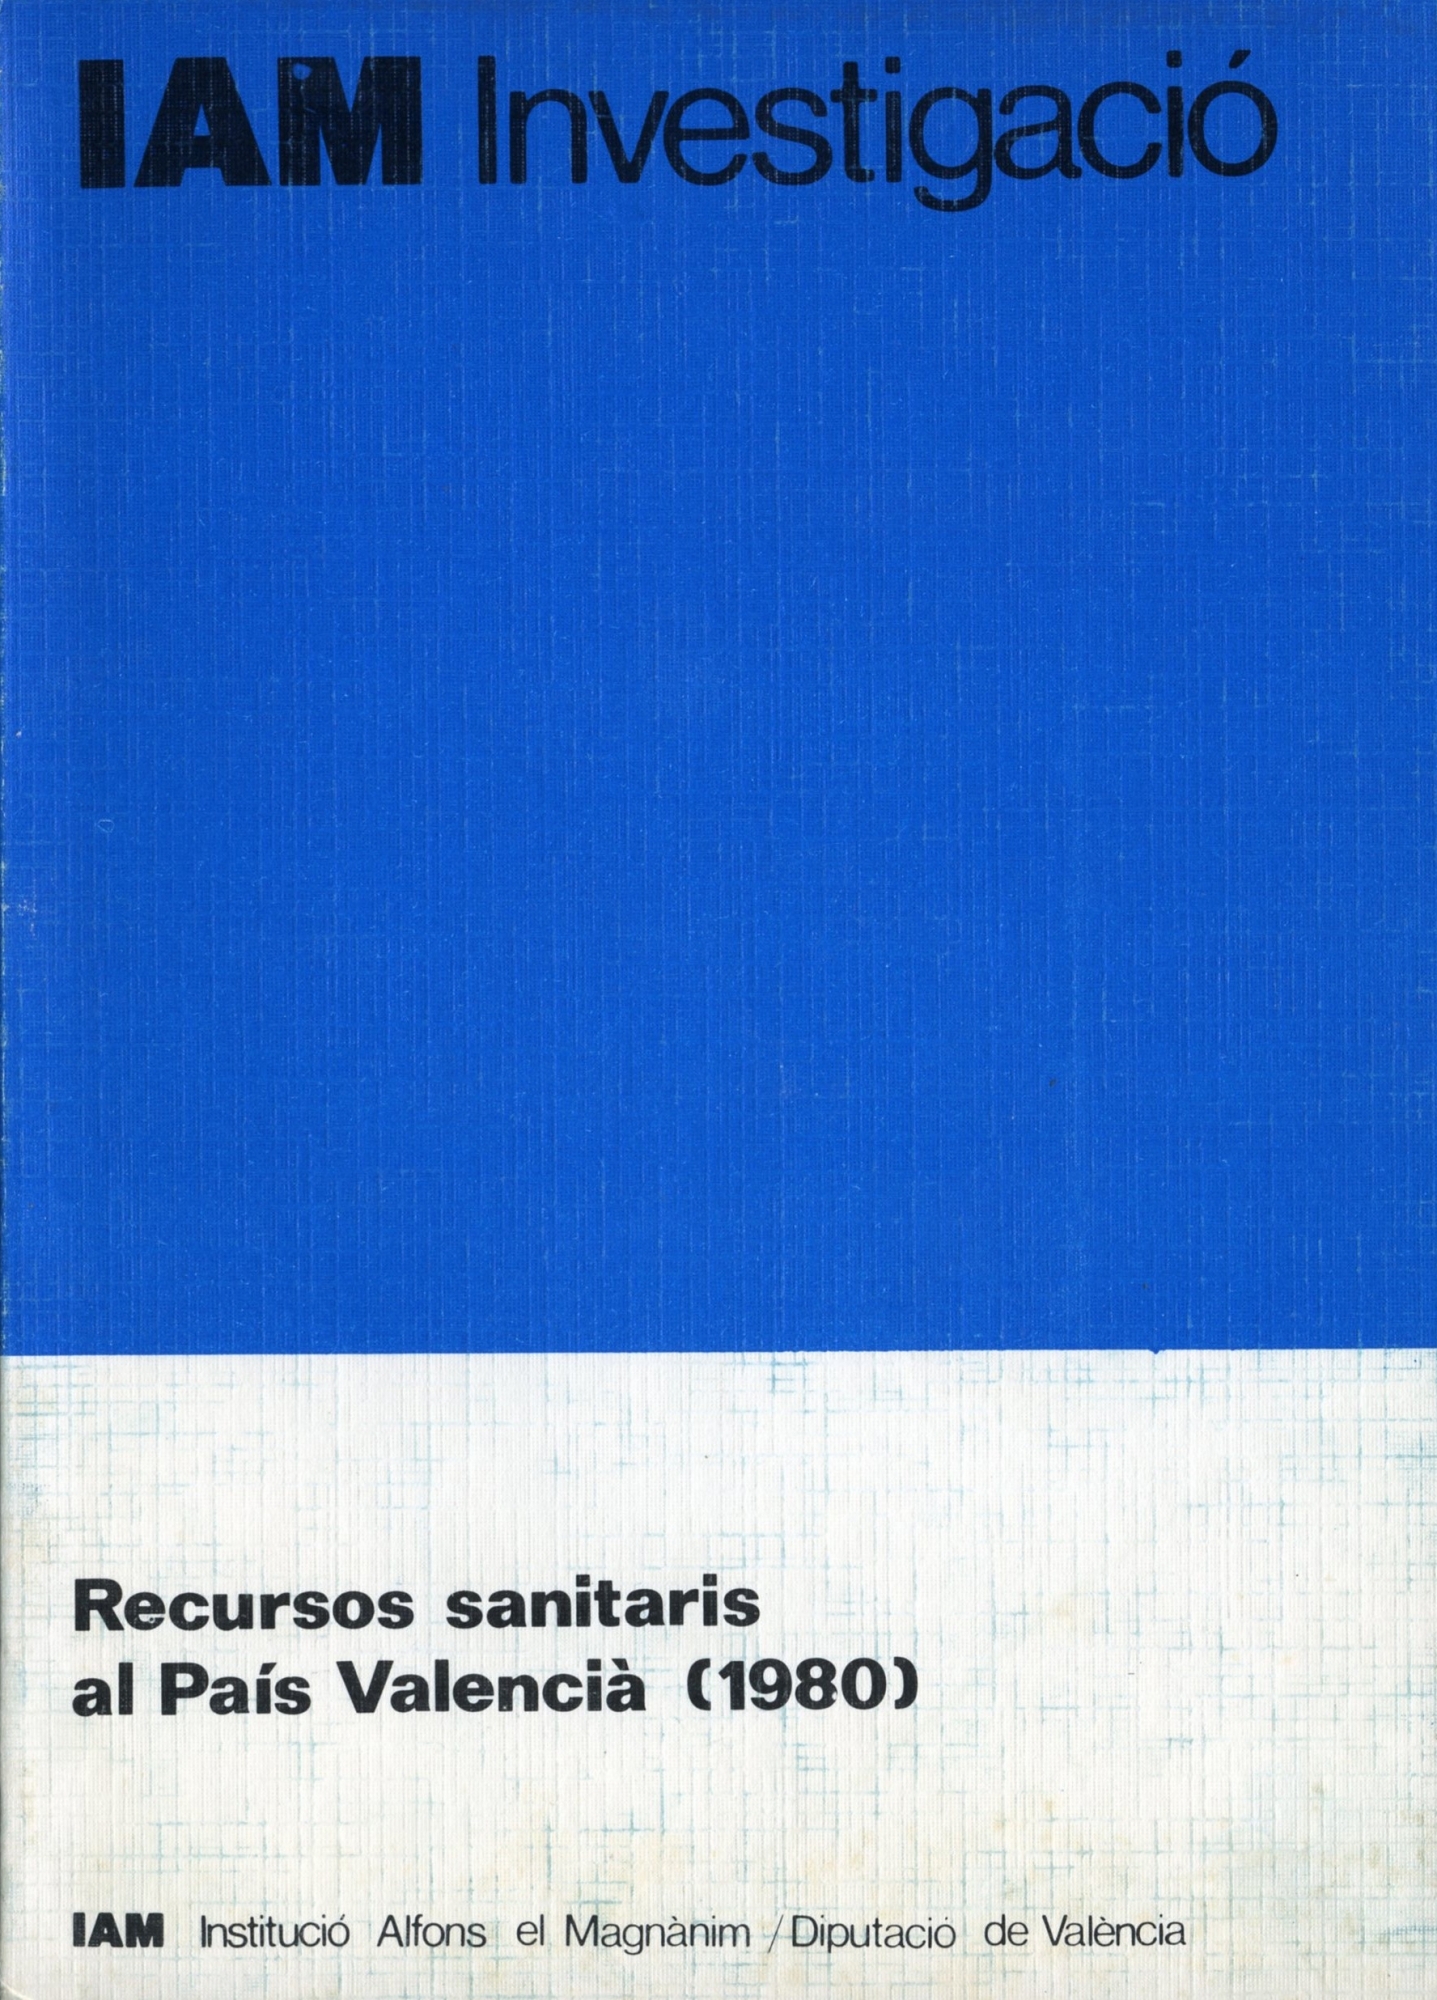 IAM Investigació
Recursos sanitaris
al País Valencià (1980)
IAM Institució Alfons el Magnànim / Diputació de València